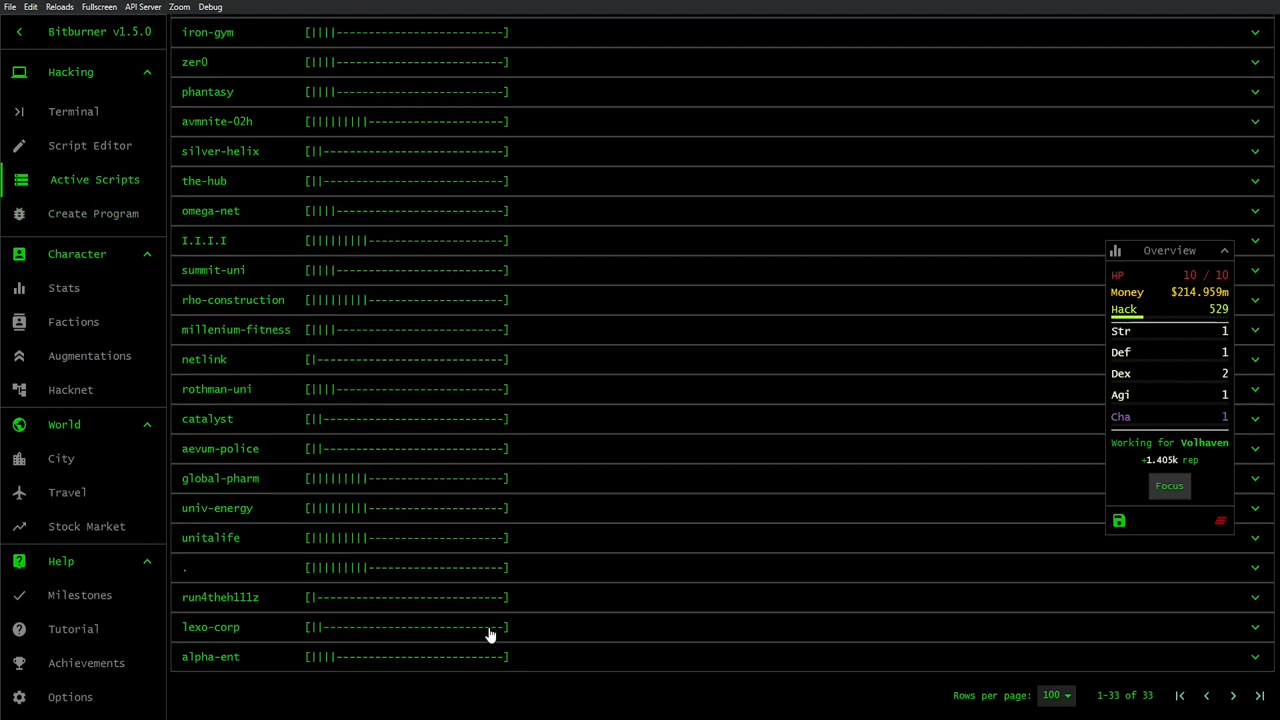 File Edit Reloads Fullscreen API Server Zoom Debug
Bitburner v1.5.0
Hacking
Terminal
Script Editor
Active Scripts
Create Program
Character
Stats
Factions
Augmentations
Hacknet
World
City
Travel
Stock Market
Help
Milestones
Tutorial
Achievements
Options
iron-gym [||||--------------------------]
zer0 [||||--------------------------]
phantasy [||||--------------------------]
avmnite-02h [|||||||||---------------------]
silver-helix [||----------------------------]
the-hub [||----------------------------]
omega-net [||||--------------------------]
I.I.I.I [|||||||||---------------------]
summit-uni [||||--------------------------]
rho-construction [|||||||||---------------------]
millenium-fitness [||||--------------------------]
netlink [|-----------------------------]
rothman-uni [||||--------------------------]
catalyst [||----------------------------]
aevum-police [||----------------------------]
global-pharm [|||||||||---------------------]
univ-energy [|||||||||---------------------]
unitalife [|||||||||---------------------]
. [|||||||||---------------------]
run4theh111z [|-----------------------------]
lexo-corp [||----------------------------]
alpha-ent [||||--------------------------]
Rows per page: 100 1-33 of 33
Overview
HP 10 / 10
Money $214.959m
Hack 529
Str 1
Def 1
Dex 2
Agi 1
Cha 1
Working for Volhaven
+1.405k rep
Focus